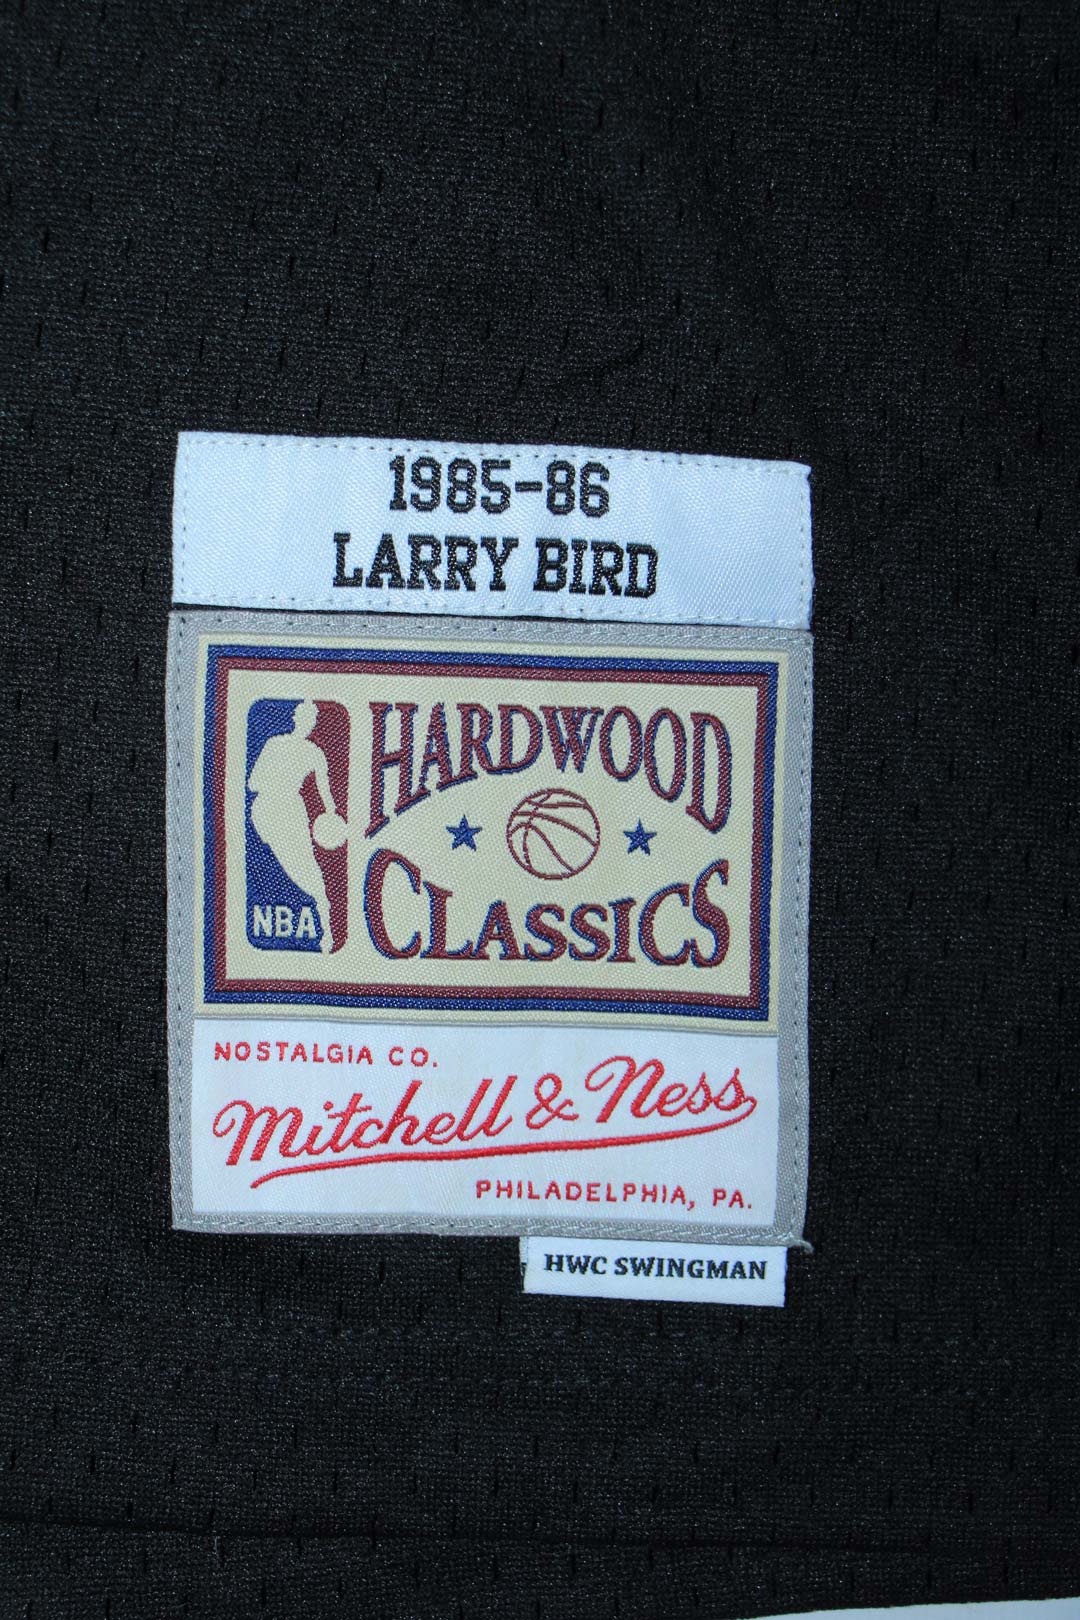 1985-86
LARRY BIRD
HARDWOOD
CLASSICS
NBA
NOSTALGIA CO.
Mitchell & Ness
PHILADELPHIA, PA.
HWC SWINGMAN